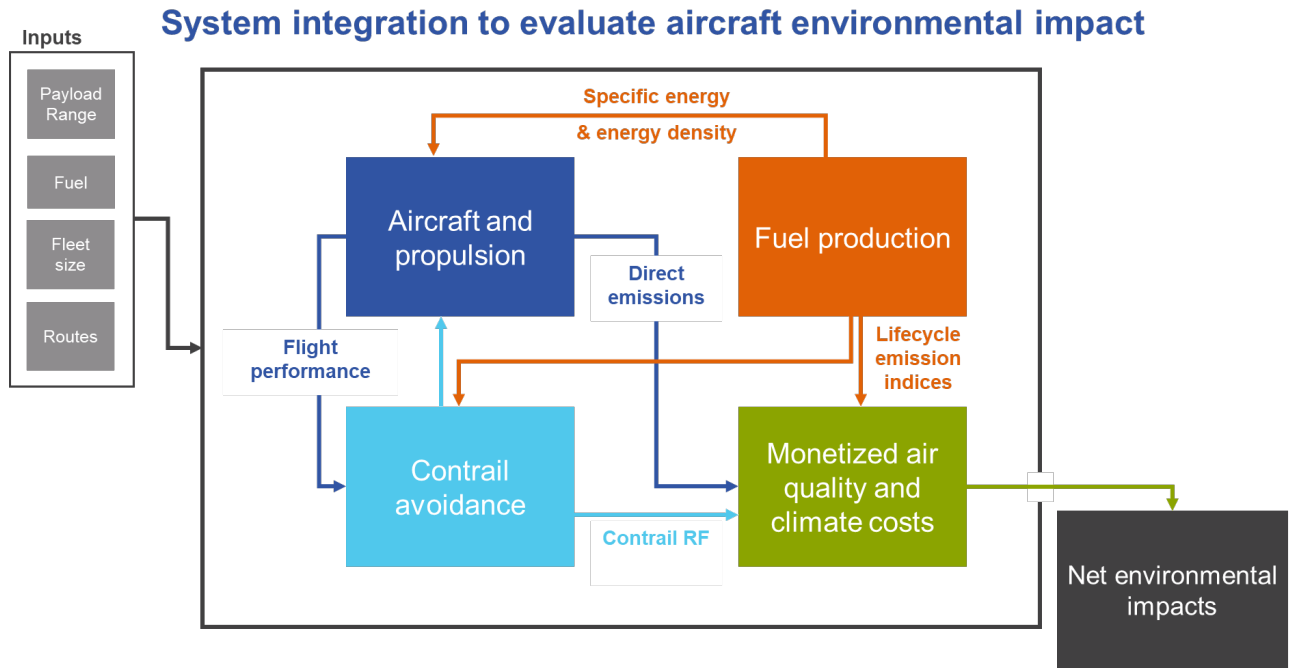 System integration to evaluate aircraft environmental impact
Inputs
Payload
Range
Fuel
Fleet
size
Routes
Specific energy
& energy density
Aircraft and
propulsion
Fuel production
Direct
emissions
Flight
performance
Lifecycle
emission
indices
Contrail
avoidance
Monetized air
quality and
climate costs
Contrail RF
Net environmental
impacts